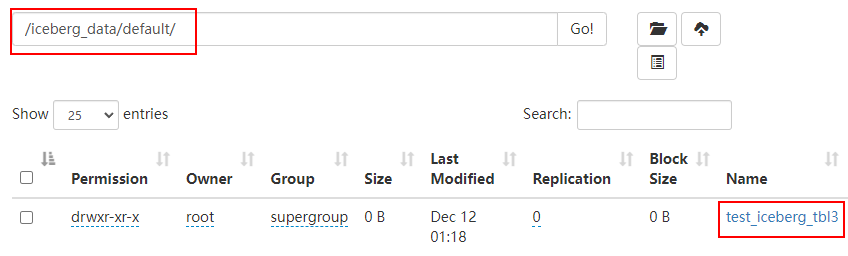 /iceberg_data/default/ Go!
Show 25 entries Search:
Permission Owner Group Size Last Modified Replication Block Size Name
drwxr-xr-x root supergroup 0 B Dec 12 01:18 0 0 B test_iceberg_tbl3